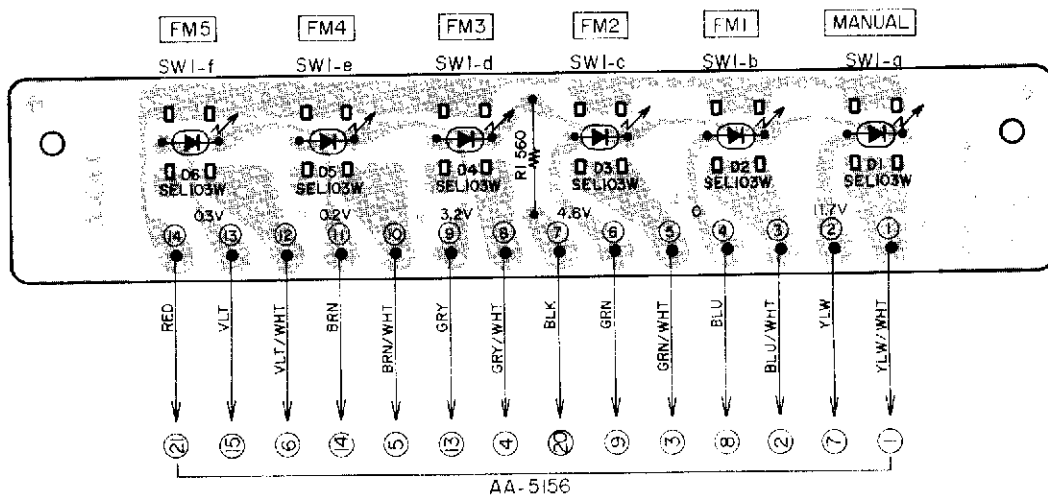 FM5 FM4 FM3 FM2 FM1 MANUAL
SW1-f SW1-e SW1-d SW1-c SW1-b SW1-a
R1 560
D6 D5 D4 D3 D2 D1
SEL103W SEL103W SEL103W SEL103W SEL103W SEL103W
0.3V 0.2V 3.2V 4.6V 0 11.7V
14 13 12 11 10 9 8 7 6 5 4 3 2 1
RED VLT VLT/WHT BRN BRN/WHT GRY GRY/WHT BLK GRN GRN/WHT BLU BLU/WHT YLW YLW/WHT
21 15 6 14 5 13 4 20 9 3 8 2 7 1
AA-5156